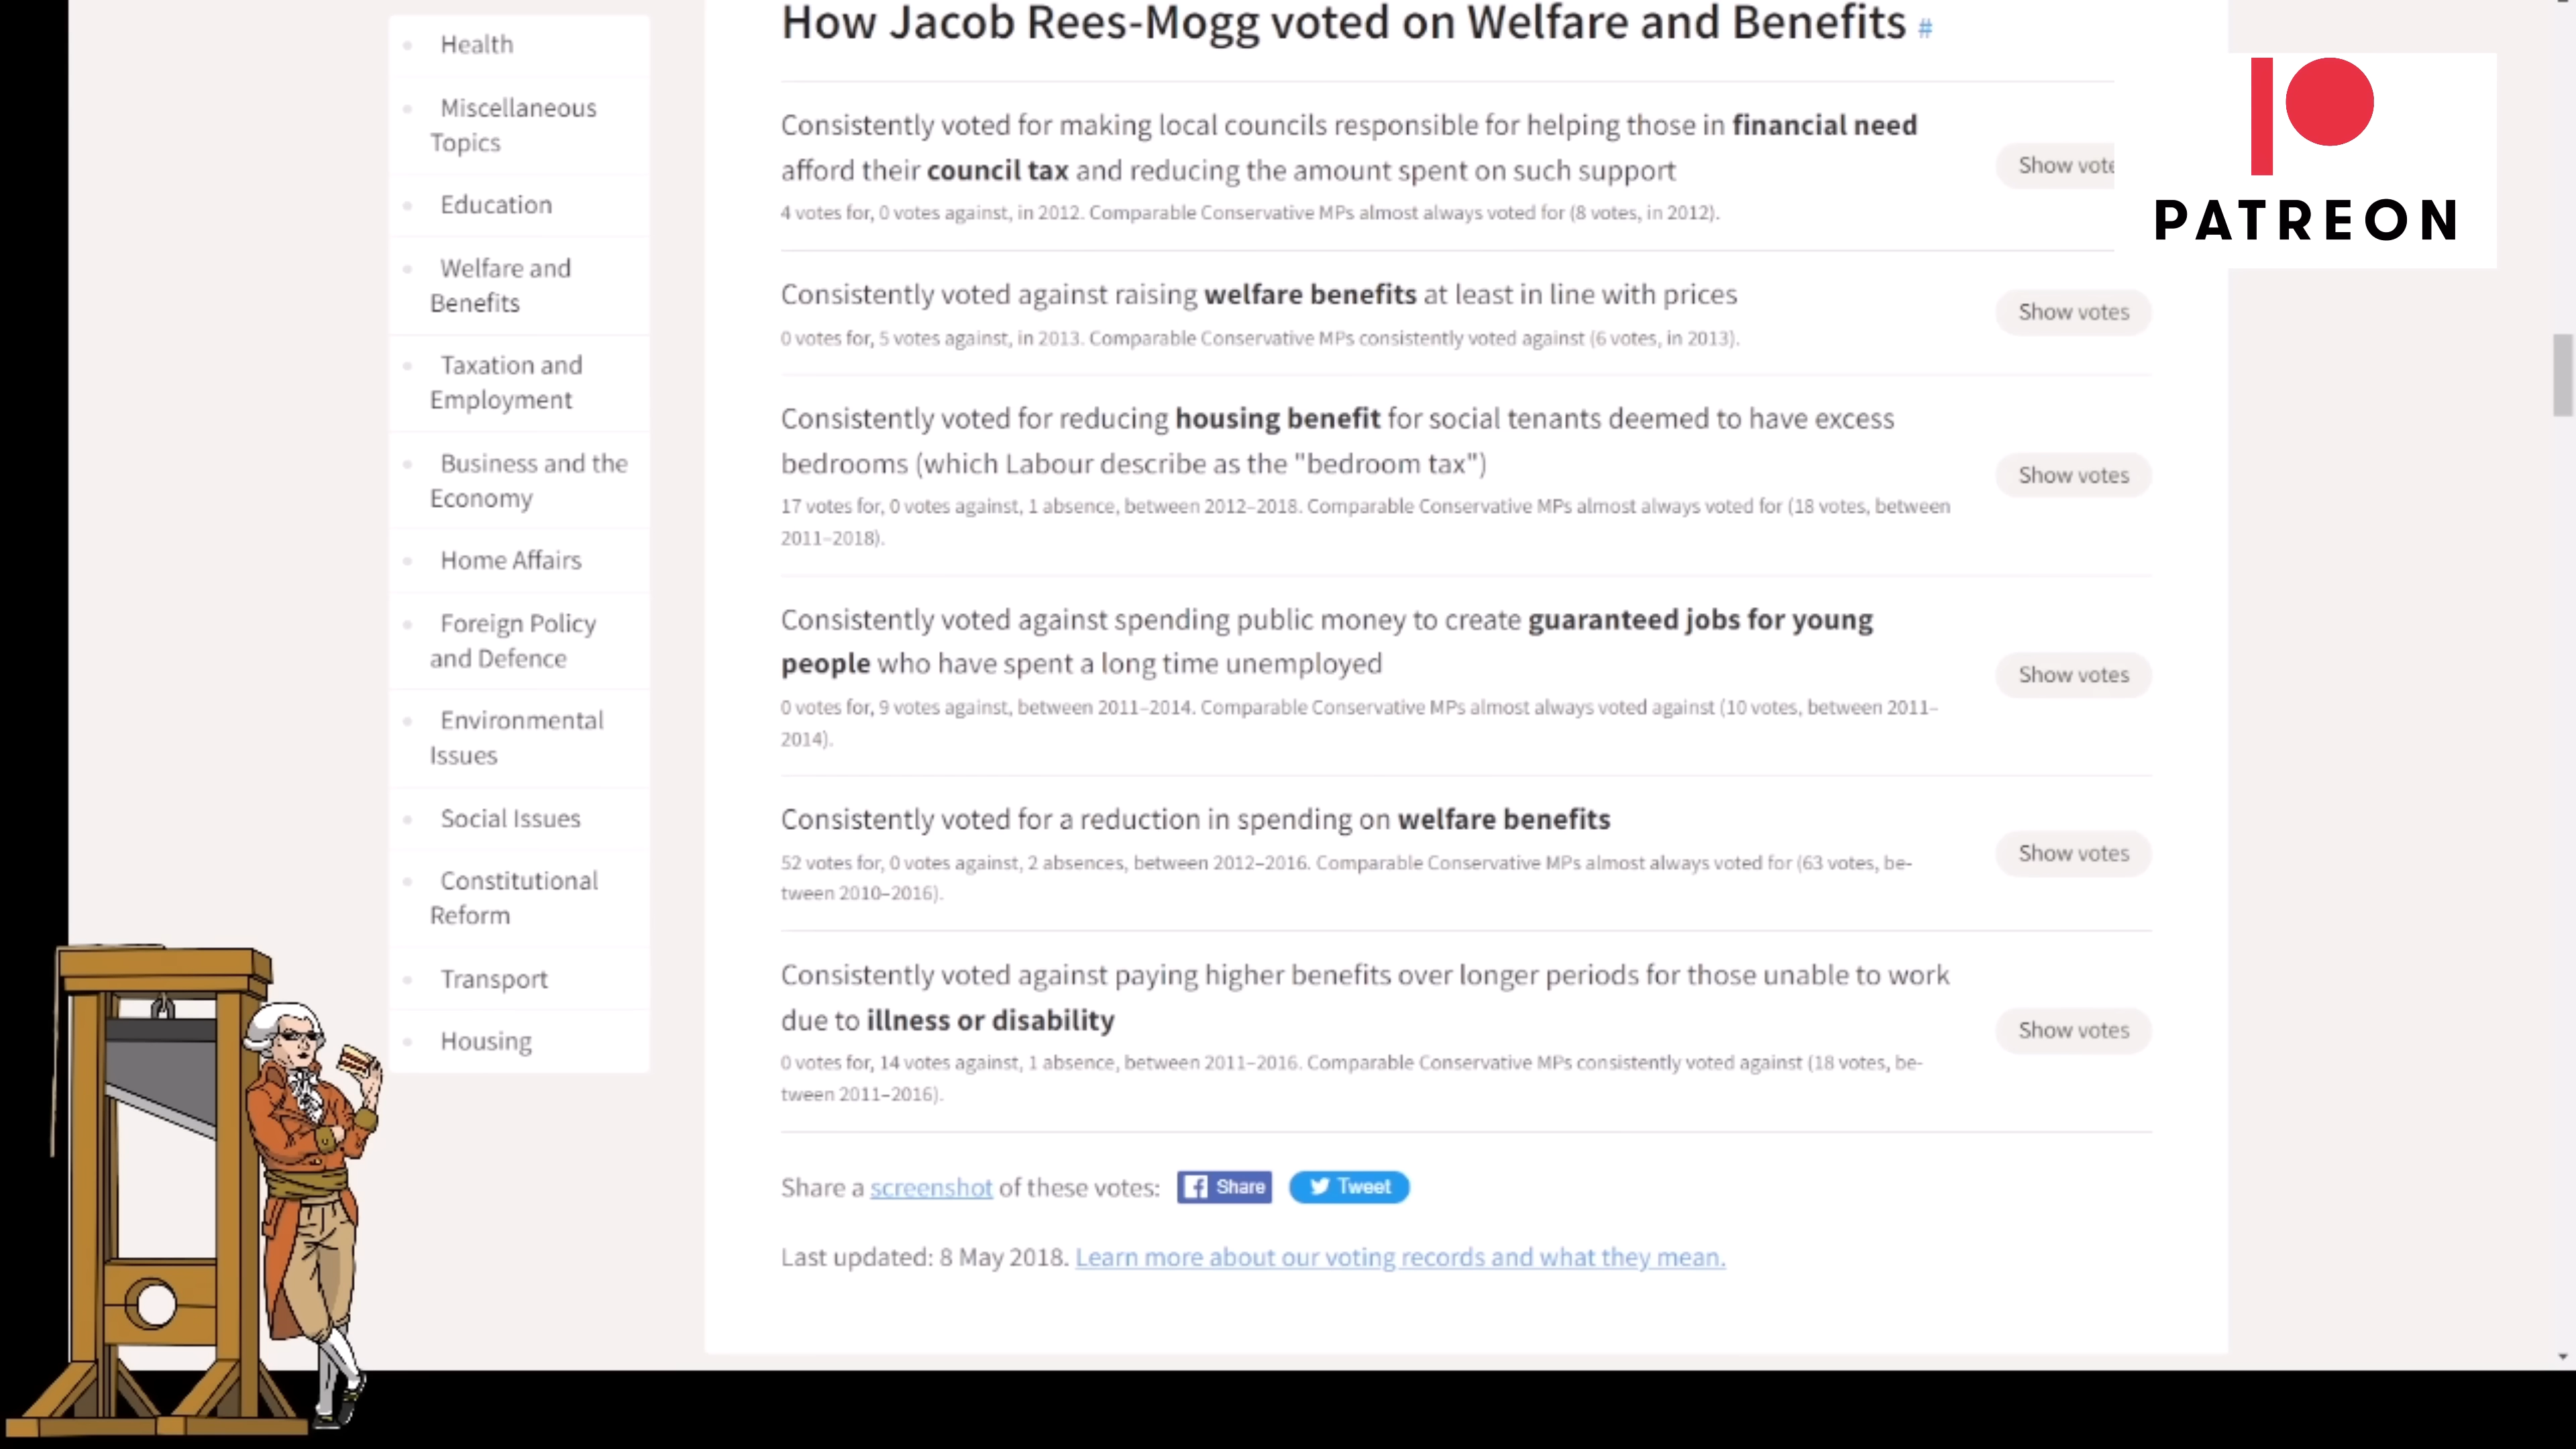 How Jacob Rees-Mogg voted on Welfare and Benefits #
Health
Miscellaneous
Topics
Education
Welfare and
Benefits
Taxation and
Employment
Business and the
Economy
Home Affairs
Foreign Policy
and Defence
Environmental
Issues
Social Issues
Constitutional
Reform
Transport
Housing
Consistently voted for making local councils responsible for helping those in financial need
afford their council tax and reducing the amount spent on such support
4 votes for, 0 votes against, in 2012. Comparable Conservative MPs almost always voted for (8 votes, in 2012).
Show vote
Consistently voted against raising welfare benefits at least in line with prices
0 votes for, 5 votes against, in 2013. Comparable Conservative MPs consistently voted against (6 votes, in 2013).
Show votes
Consistently voted for reducing housing benefit for social tenants deemed to have excess
bedrooms (which Labour describe as the "bedroom tax")
17 votes for, 0 votes against, 1 absence, between 2012–2018. Comparable Conservative MPs almost always voted for (18 votes, between
2011–2018).
Show votes
Consistently voted against spending public money to create guaranteed jobs for young
people who have spent a long time unemployed
0 votes for, 9 votes against, between 2011–2014. Comparable Conservative MPs almost always voted against (10 votes, between 2011–
2014).
Show votes
Consistently voted for a reduction in spending on welfare benefits
52 votes for, 0 votes against, 2 absences, between 2012–2016. Comparable Conservative MPs almost always voted for (63 votes, be-
tween 2010–2016).
Show votes
Consistently voted against paying higher benefits over longer periods for those unable to work
due to illness or disability
0 votes for, 14 votes against, 1 absence, between 2011–2016. Comparable Conservative MPs consistently voted against (18 votes, be-
tween 2011–2016).
Show votes
Share a screenshot of these votes: Share Tweet
Last updated: 8 May 2018. Learn more about our voting records and what they mean.
PATREON